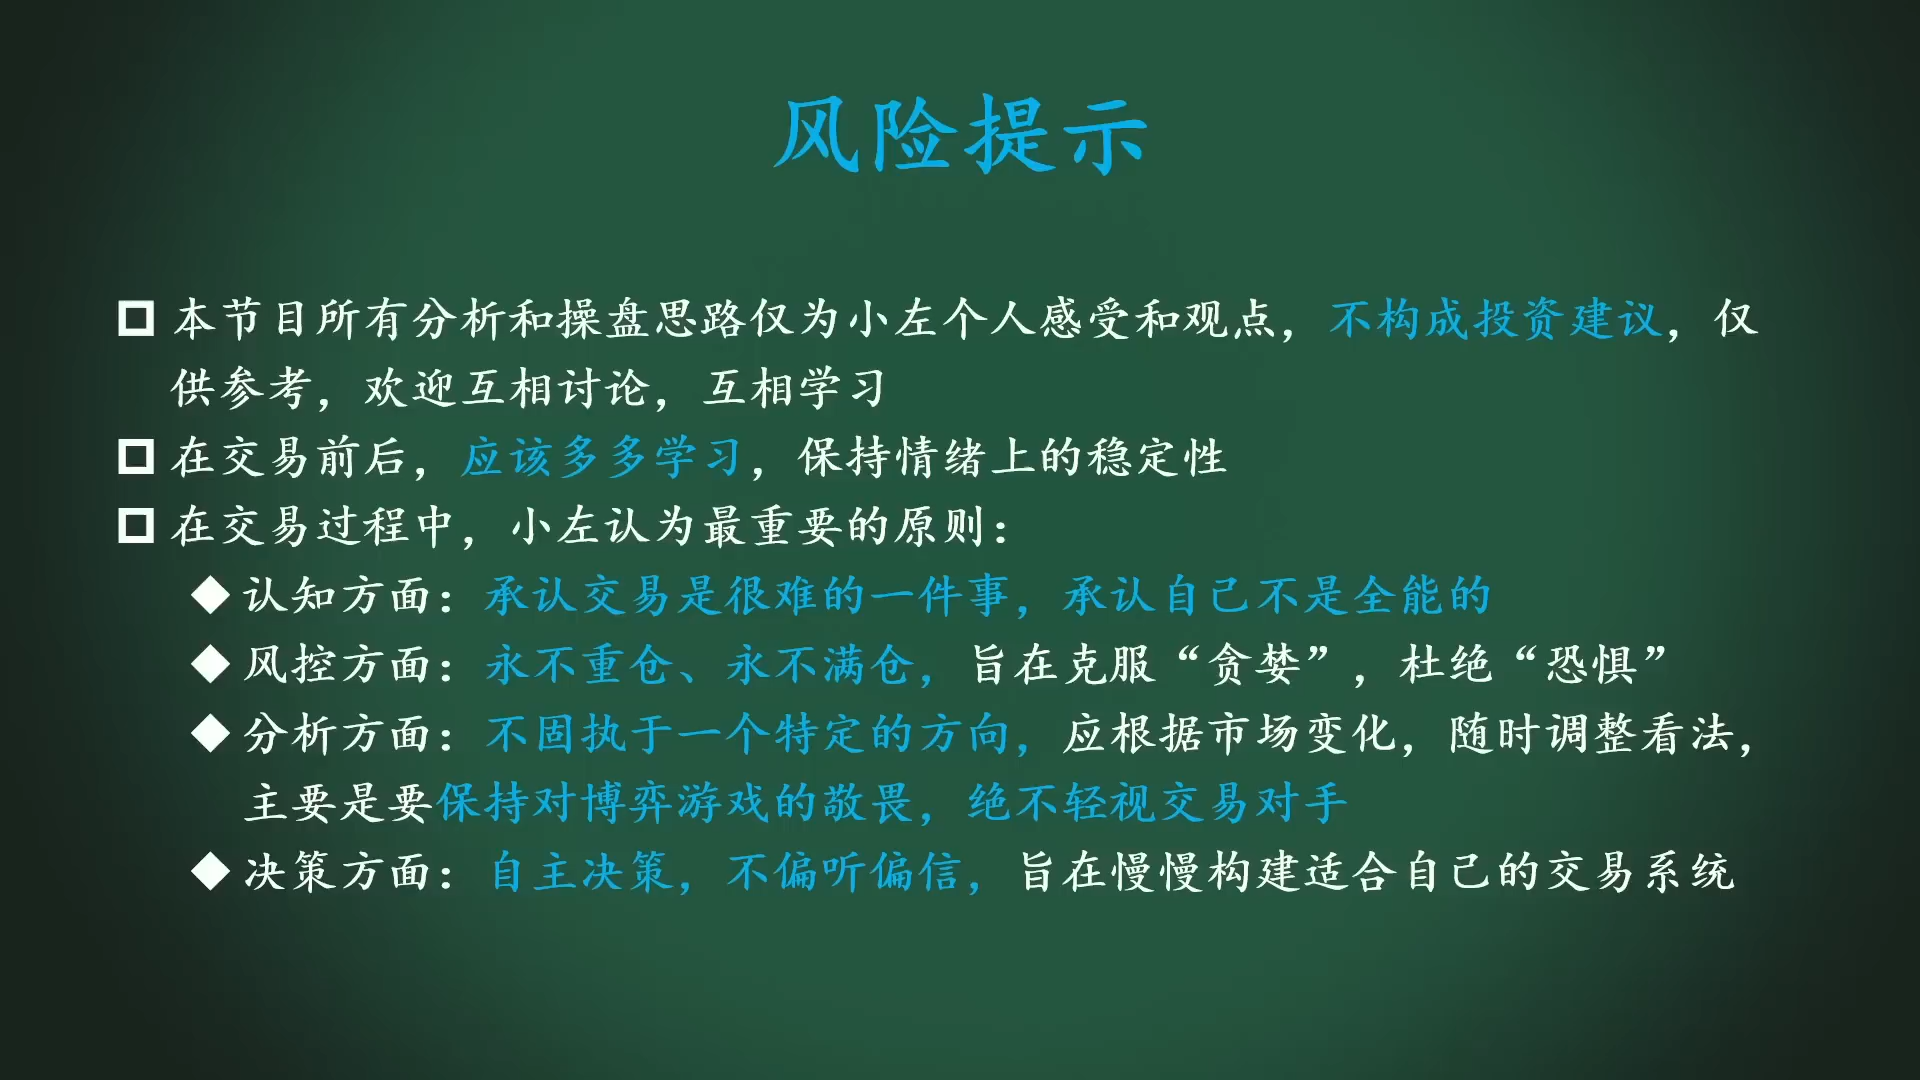 风险提示
本节目所有分析和操盘思路仅为小左个人感受和观点，不构成投资建议，仅
供参考，欢迎互相讨论，互相学习
在交易前后，应该多多学习，保持情绪上的稳定性
在交易过程中，小左认为最重要的原则：
认知方面：承认交易是很难的一件事，承认自己不是全能的
风控方面：永不重仓、永不满仓，旨在克服“贪婪”，杜绝“恐惧”
分析方面：不固执于一个特定的方向，应根据市场变化，随时调整看法，
主要是要保持对博弈游戏的敬畏，绝不轻视交易对手
决策方面：自主决策，不偏听偏信，旨在慢慢构建适合自己的交易系统